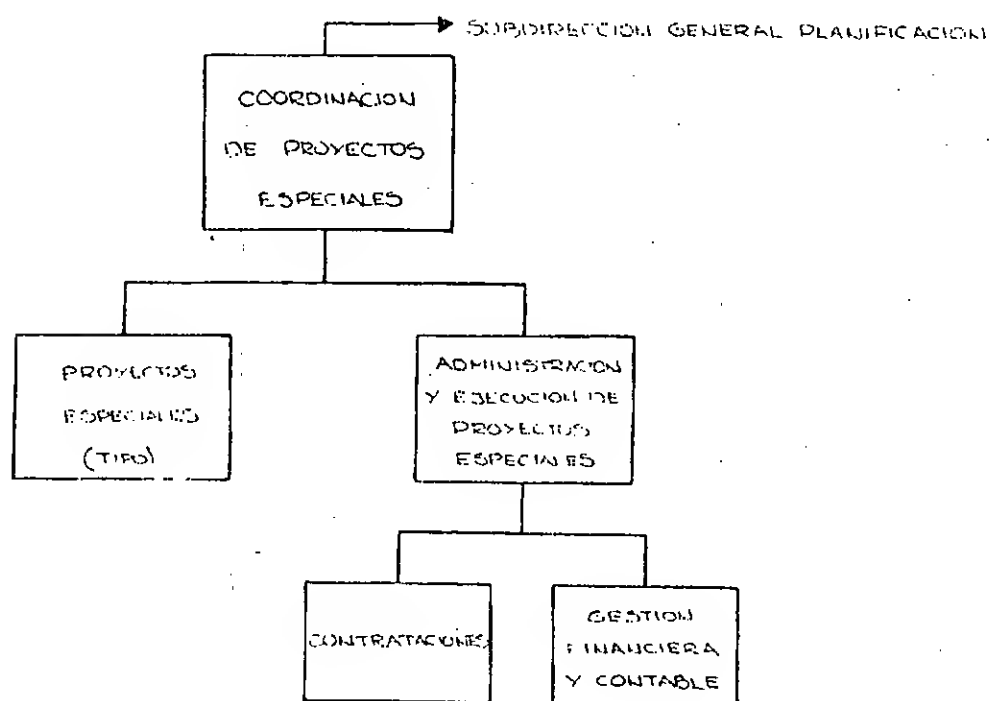 SUBDIRECCION GENERAL PLANIFICACION
COORDINACION
DE PROYECTOS
ESPECIALES
PROYECTOS
ESPECIALES
(TIPO)
ADMINISTRACION
Y EJECUCION DE
PROYECTOS
ESPECIALES
CONTRATACIONES
GESTION
FINANCIERA
Y CONTABLE